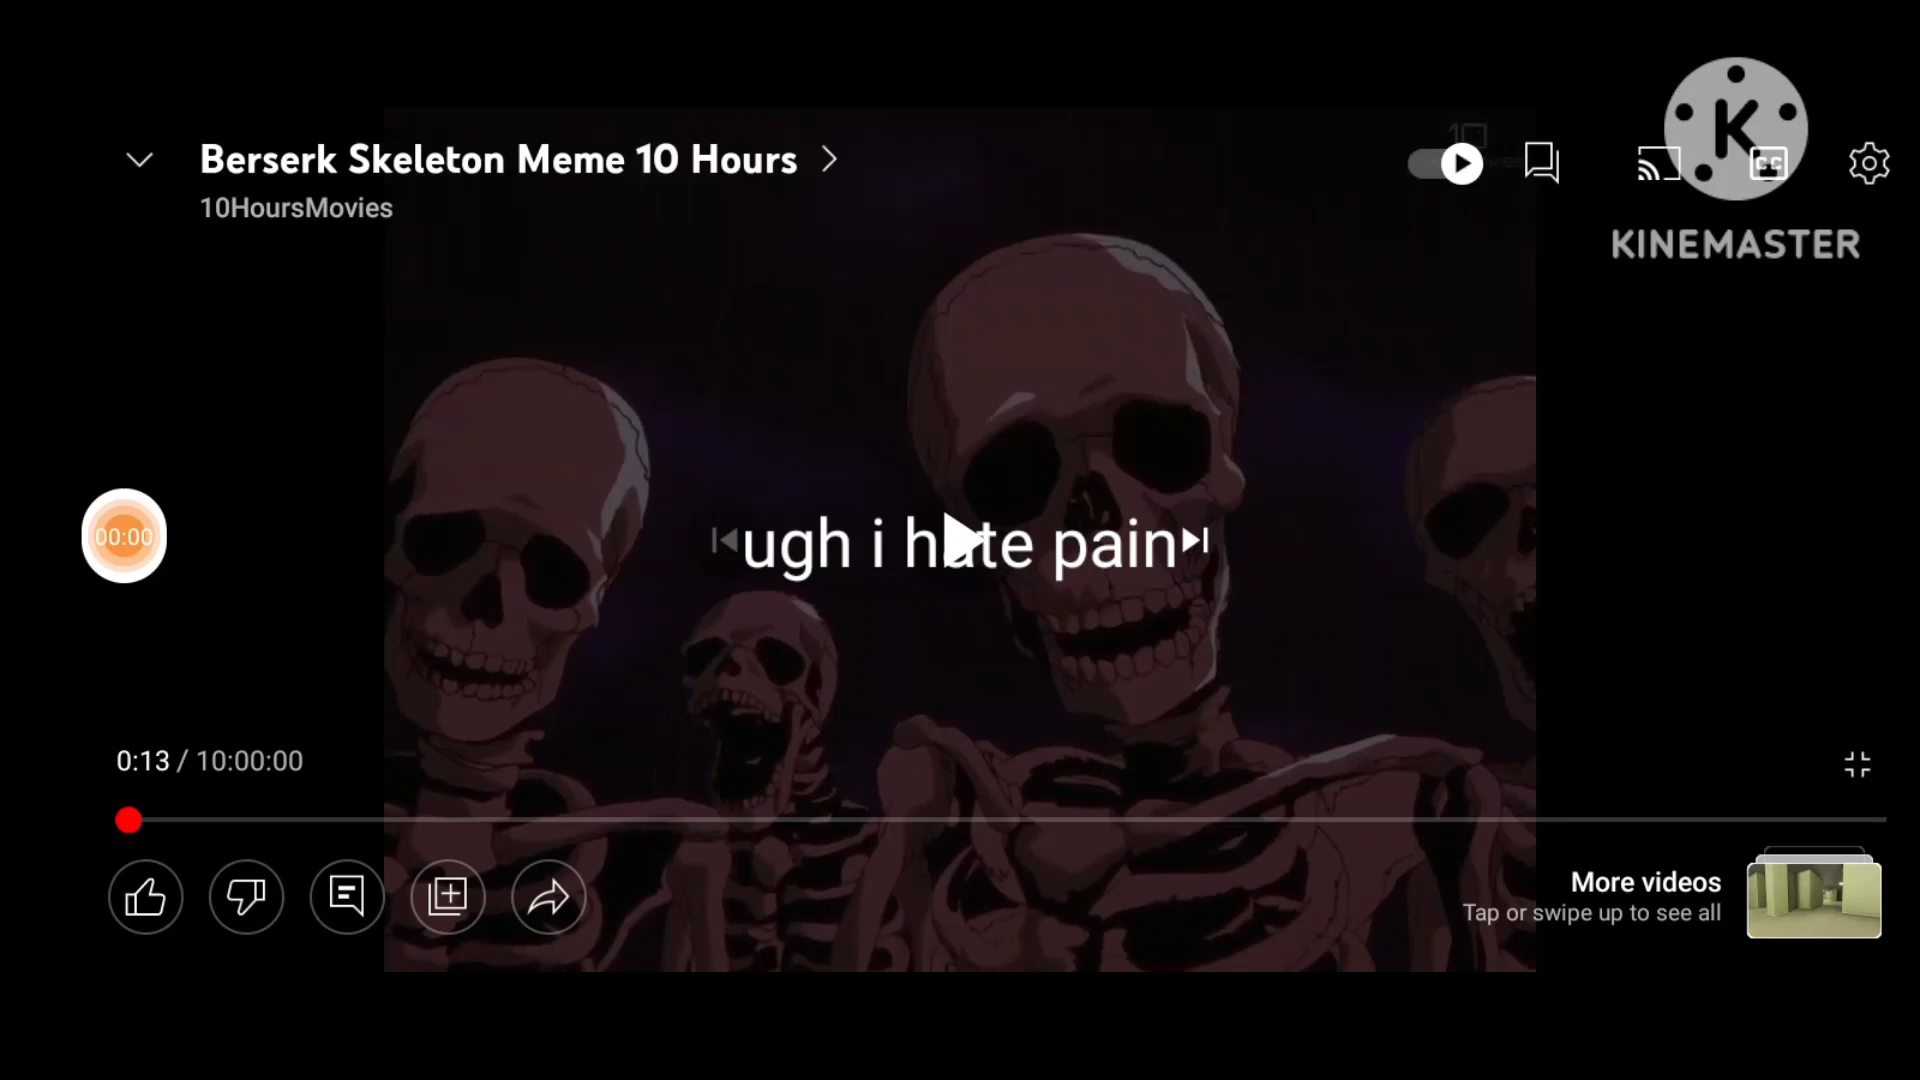 Berserk Skeleton Meme 10 Hours
10HoursMovies
CC
K
KINEMASTER
00:00
ugh i hate pain
0:13 / 10:00:00
More videos
Tap or swipe up to see all